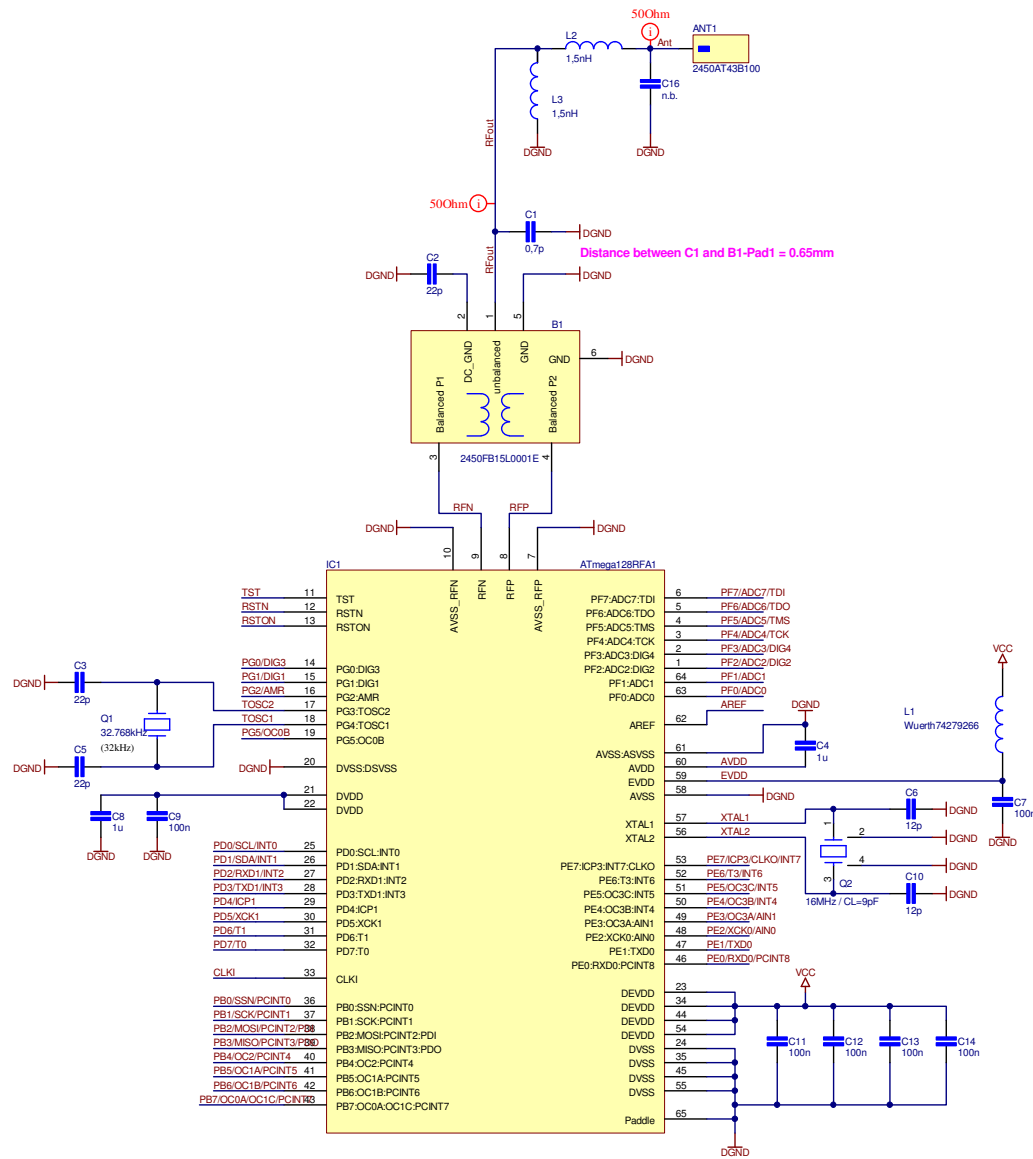 50Ohm
ANT1
L2
Ant
1,5nH
2450AT43B100
C16
n.b.
L3
1,5nH
RFout
DGND
DGND
50Ohm
C1
DGND
0,7p
Distance between C1 and B1-Pad1 = 0.65mm
RFout
C2
DGND
22p
DGND
2
1
5
B1
DC_GND
unbalanced
GND
GND
6
DGND
Balanced P1
Balanced P2
3
2450FB15L0001E
4
RFN
RFP
DGND
DGND
10
9
8
7
IC1
ATmega128RFA1
AVSS_RFN
RFN
RFP
AVSS_RFP
TST 11 TST
RSTN 12 RSTN
RSTON 13 RSTON
PG0/DIG3 14 PG0:DIG3
PG1/DIG1 15 PG1:DIG1
PG2/AMR 16 PG2:AMR
TOSC2 17 PG3:TOSC2
TOSC1 18 PG4:TOSC1
PG5/OC0B 19 PG5:OC0B
DGND 20 DVSS:DSVSS
21 DVDD
22 DVDD
PD0/SCL/INT0 25 PD0:SCL:INT0
PD1/SDA/INT1 26 PD1:SDA:INT1
PD2/RXD1/INT2 27 PD2:RXD1:INT2
PD3/TXD1/INT3 28 PD3:TXD1:INT3
PD4/ICP1 29 PD4:ICP1
PD5/XCK1 30 PD5:XCK1
PD6/T1 31 PD6:T1
PD7/T0 32 PD7:T0
CLKI 33 CLKI
PB0/SSN/PCINT0 36 PB0:SSN:PCINT0
PB1/SCK/PCINT1 37 PB1:SCK:PCINT1
PB2/MOSI/PCINT2/PDI 38 PB2:MOSI:PCINT2:PDI
PB3/MISO/PCINT3/PDO 39 PB3:MISO:PCINT3:PDO
PB4/OC2/PCINT4 40 PB4:OC2:PCINT4
PB5/OC1A/PCINT5 41 PB5:OC1A:PCINT5
PB6/OC1B/PCINT6 42 PB6:OC1B:PCINT6
PB7/OC0A/OC1C/PCINT7 43 PB7:OC0A:OC1C:PCINT7
C3
DGND
22p
Q1
32.768kHz
(32kHz)
C5
DGND
22p
C8
1u
DGND
C9
100n
DGND
PF7:ADC7:TDI 6 PF7/ADC7/TDI
PF6:ADC6:TDO 5 PF6/ADC6/TDO
PF5:ADC5:TMS 4 PF5/ADC5/TMS
PF4:ADC4:TCK 3 PF4/ADC4/TCK
PF3:ADC3:DIG4 2 PF3/ADC3/DIG4
PF2:ADC2:DIG2 1 PF2/ADC2/DIG2
PF1:ADC1 64 PF1/ADC1
PF0:ADC0 63 PF0/ADC0
AREF 62 AREF
AVSS:ASVSS 61
AVDD 60 AVDD
EVDD 59 EVDD
AVSS 58 DGND
XTAL1 57 XTAL1
XTAL2 56 XTAL2
PE7:ICP3:INT7:CLKO 53 PE7/ICP3/CLKO/INT7
PE6:T3:INT6 52 PE6/T3/INT6
PE5:OC3C:INT5 51 PE5/OC3C/INT5
PE4:OC3B:INT4 50 PE4/OC3B/INT4
PE3:OC3A:AIN1 49 PE3/OC3A/AIN1
PE2:XCK0:AIN0 48 PE2/XCK0/AIN0
PE1:TXD0 47 PE1/TXD0
PE0:RXD0:PCINT8 46 PE0/RXD0/PCINT8
DEVDD 23
DEVDD 34
DEVDD 44
DEVDD 54
DVSS 24
DVSS 35
DVSS 45
DVSS 55
Paddle 65
DGND
DGND
C4
1u
VCC
L1
Wuerth74279266
C7
100n
DGND
C6
DGND
12p
1
2
DGND
4
DGND
3
Q2
16MHz / CL=9pF
C10
DGND
12p
VCC
C11
100n
C12
100n
C13
100n
C14
100n